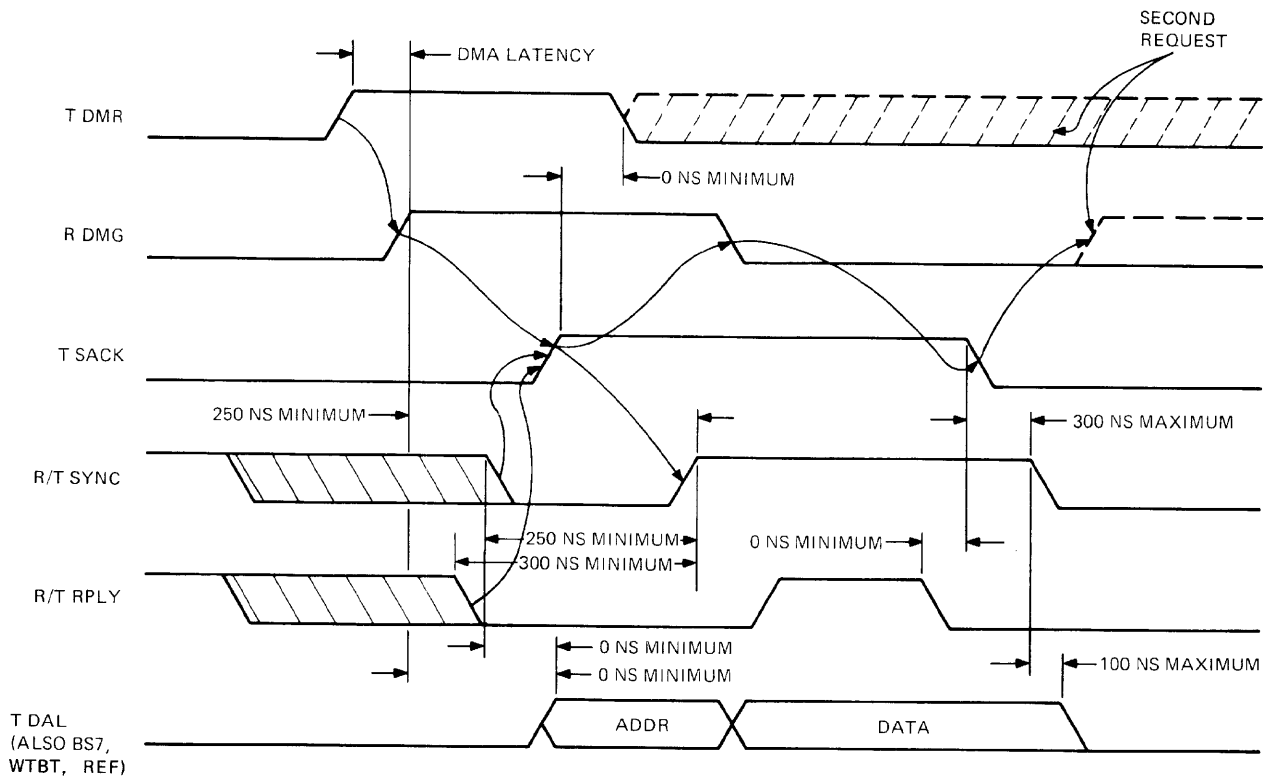 SECOND
REQUEST
DMA LATENCY
T DMR
0 NS MINIMUM
R DMG
T SACK
250 NS MINIMUM
300 NS MAXIMUM
R/T SYNC
250 NS MINIMUM
0 NS MINIMUM
300 NS MINIMUM
R/T RPLY
0 NS MINIMUM
100 NS MAXIMUM
0 NS MINIMUM
T DAL
(ALSO BS7,
WTBT, REF)
ADDR
DATA